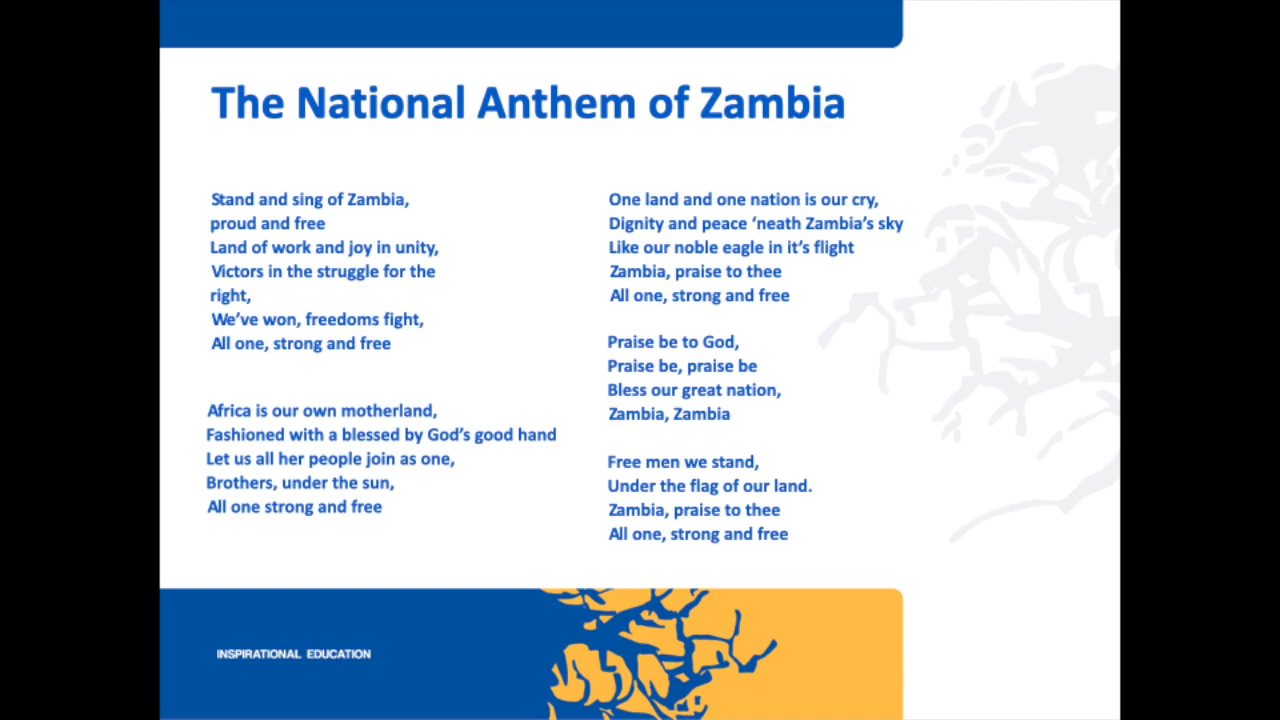 The National Anthem of Zambia
Stand and sing of Zambia,
proud and free
Land of work and joy in unity,
Victors in the struggle for the
right,
We've won, freedoms fight,
All one, strong and free
Africa is our own motherland,
Fashioned with a blessed by God's good hand
Let us all her people join as one,
Brothers, under the sun,
All one strong and free
One land and one nation is our cry,
Dignity and peace ‘neath Zambia's sky
Like our noble eagle in it's flight
Zambia, praise to thee
All one, strong and free
Praise be to God,
Praise be, praise be
Bless our great nation,
Zambia, Zambia
Free men we stand,
Under the flag of our land.
Zambia, praise to thee
All one, strong and free
INSPIRATIONAL EDUCATION